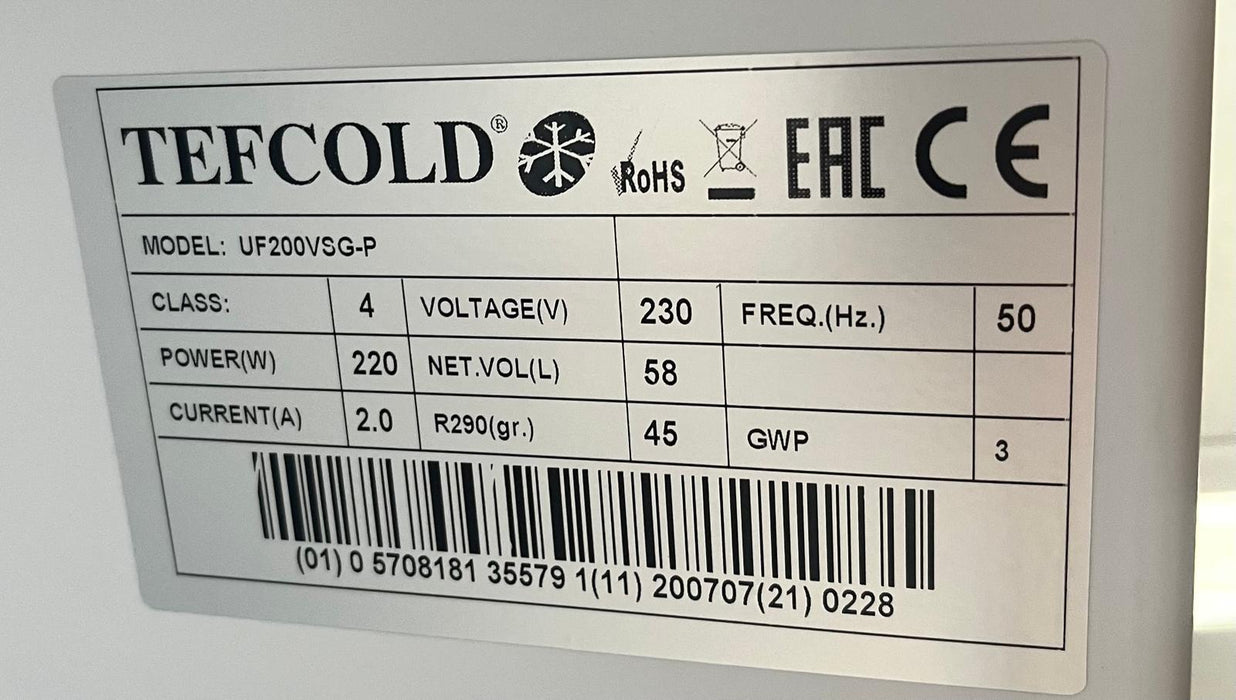 TEFCOLD® RoHS EAC CE
MODEL: UF200VSG-P
CLASS: 4 VOLTAGE(V) 230 FREQ.(Hz.) 50
POWER(W) 220 NET.VOL(L) 58
CURRENT(A) 2.0 R290(gr.) 45 GWP 3
(01) 0 5708181 35579 1(11) 200707(21) 0228